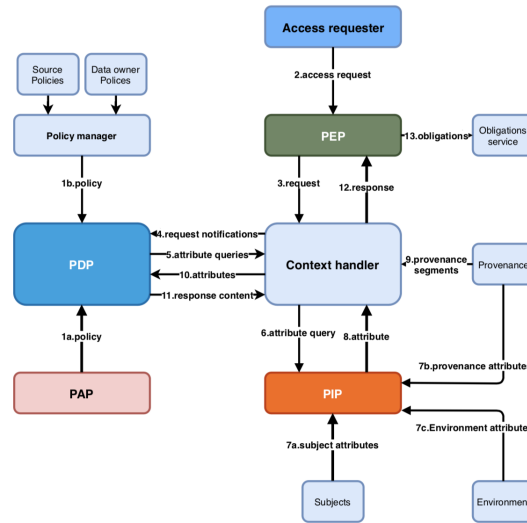 Access requester
Source
Policies
Data owner
Polices
2.access request
Policy manager
PEP
13.obligations
Obligations
service
1b.policy
3.request
12.response
4.request notifications
5.attribute queries
PDP
Context handler
9.provenance
segments
Provenance
10.attributes
11.response content
6.attribute query
8.attribute
1a.policy
7b.provenance attributes
PAP
PIP
7c.Environment attribute
7a.subject attributes
Subjects
Environmen